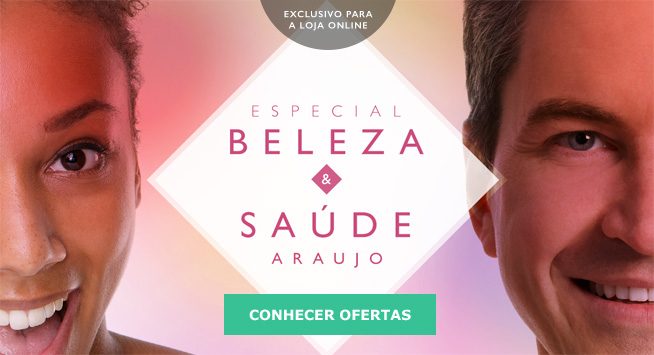 EXCLUSIVO PARA
A LOJA ONLINE
ESPECIAL
BELEZA
&
SAÚDE
ARAUJO
CONHECER OFERTAS